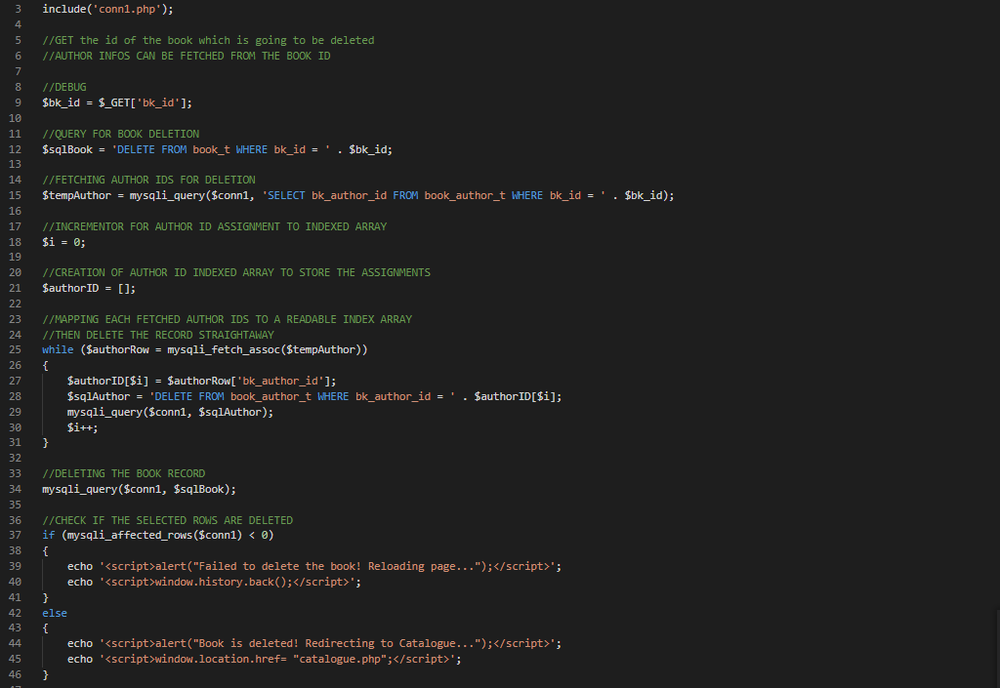 3 include('conn1.php');
4
5 //GET the id of the book which is going to be deleted
6 //AUTHOR INFOS CAN BE FETCHED FROM THE BOOK ID
7
8 //DEBUG
9 $bk_id = $_GET['bk_id'];
10
11 //QUERY FOR BOOK DELETION
12 $sqlBook = 'DELETE FROM book_t WHERE bk_id = ' . $bk_id;
13
14 //FETCHING AUTHOR IDS FOR DELETION
15 $tempAuthor = mysqli_query($conn1, 'SELECT bk_author_id FROM book_author_t WHERE bk_id = ' . $bk_id);
16
17 //INCREMENTOR FOR AUTHOR ID ASSIGNMENT TO INDEXED ARRAY
18 $i = 0;
19
20 //CREATION OF AUTHOR ID INDEXED ARRAY TO STORE THE ASSIGNMENTS
21 $authorID = [];
22
23 //MAPPING EACH FETCHED AUTHOR IDS TO A READABLE INDEX ARRAY
24 //THEN DELETE THE RECORD STRAIGHTAWAY
25 while ($authorRow = mysqli_fetch_assoc($tempAuthor))
26 {
27     $authorID[$i] = $authorRow['bk_author_id'];
28     $sqlAuthor = 'DELETE FROM book_author_t WHERE bk_author_id = ' . $authorID[$i];
29     mysqli_query($conn1, $sqlAuthor);
30     $i++;
31 }
32
33 //DELETING THE BOOK RECORD
34 mysqli_query($conn1, $sqlBook);
35
36 //CHECK IF THE SELECTED ROWS ARE DELETED
37 if (mysqli_affected_rows($conn1) < 0)
38 {
39     echo '<script>alert("Failed to delete the book! Reloading page...");</script>';
40     echo '<script>window.history.back();</script>';
41 }
42 else
43 {
44     echo '<script>alert("Book is deleted! Redirecting to Catalogue...");</script>';
45     echo '<script>window.location.href= "catalogue.php";</script>';
46 }